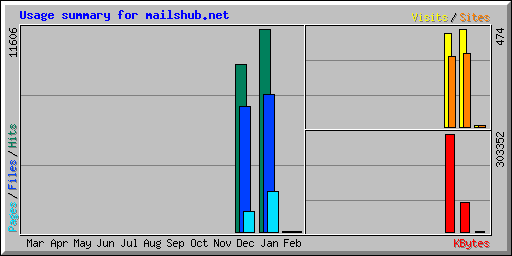 Usage summary for mailshub.net
Visits / Sites
11606
474
Pages / Files / Hits
303352
Mar Apr May Jun Jul Aug Sep Oct Nov Dec Jan Feb
KBytes